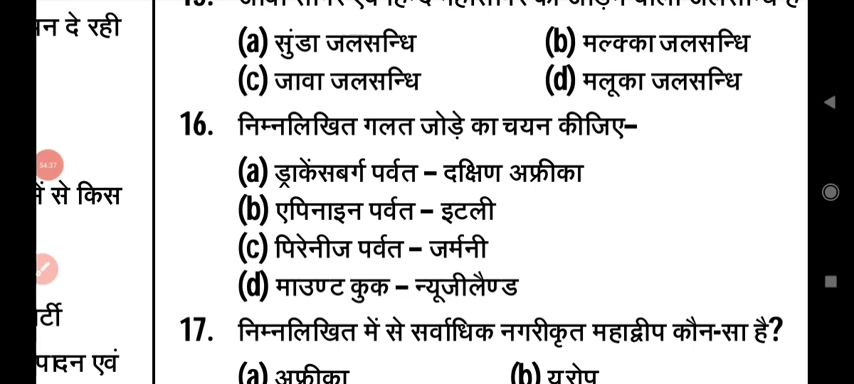 मन दे रही
में से किस
र्टी
पादन एवं
(a) सुंडा जलसन्धि (b) मल्क्का जलसन्धि
(c) जावा जलसन्धि (d) मलूका जलसन्धि
16. निम्नलिखित गलत जोड़े का चयन कीजिए–
(a) ड्राकेंसबर्ग पर्वत – दक्षिण अफ्रीका
(b) एपिनाइन पर्वत – इटली
(c) पिरेनीज पर्वत – जर्मनी
(d) माउण्ट कुक – न्यूजीलैण्ड
17. निम्नलिखित में से सर्वाधिक नगरीकृत महाद्वीप कौन-सा है?
(a) अफ्रीका (b) यूरोप